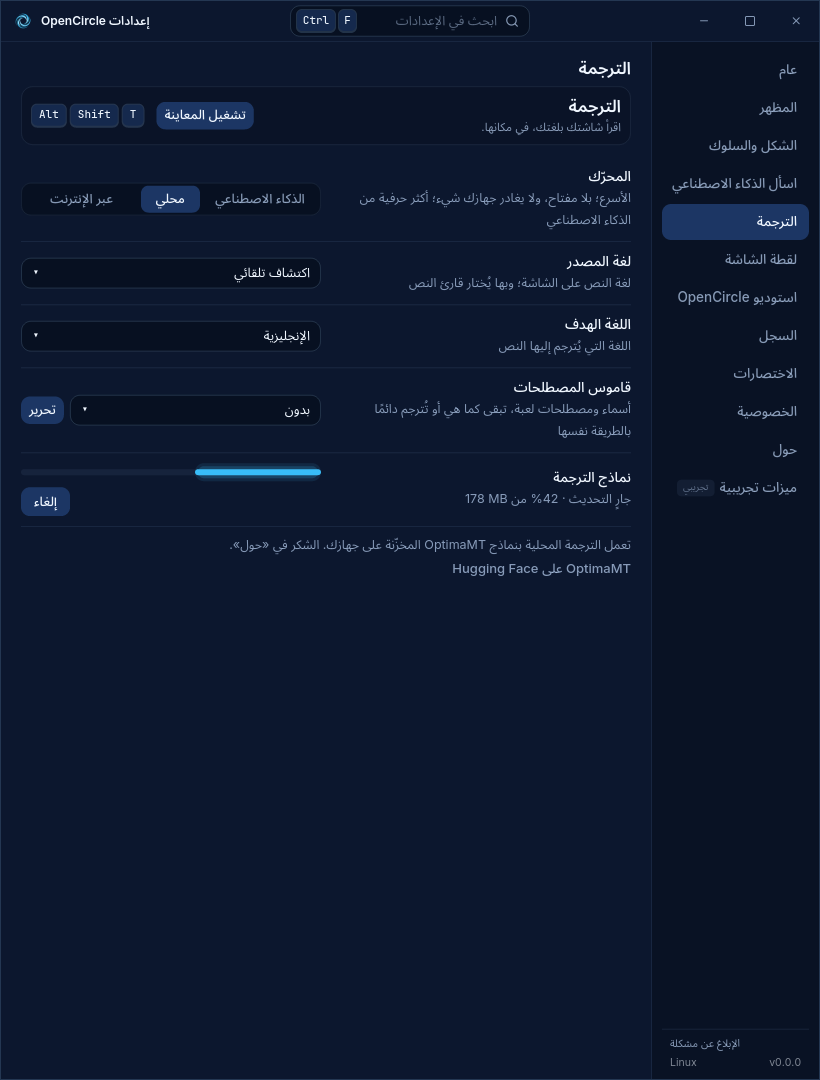 إعدادات OpenCircle
ابحث في الإعدادات
Ctrl F
عام
المظهر
الشكل والسلوك
اسأل الذكاء الاصطناعي
الترجمة
لقطة الشاشة
استوديو OpenCircle
السجل
الاختصارات
الخصوصية
حول
ميزات تجريبية تجريبي
الإبلاغ عن مشكلة
v0.0.0 Linux
الترجمة
الترجمة
اقرأ شاشتك بلغتك، في مكانها.
تشغيل المعاينة
Alt Shift T
المحرّك
الأسرع؛ بلا مفتاح، ولا يغادر جهازك شيء؛ أكثر حرفية من
الذكاء الاصطناعي
الذكاء الاصطناعي محلي عبر الإنترنت
لغة المصدر
لغة النص على الشاشة؛ وبها يُختار قارئ النص
اكتشاف تلقائي
اللغة الهدف
اللغة التي يُترجم إليها النص
الإنجليزية
قاموس المصطلحات
أسماء ومصطلحات لعبة، تبقى كما هي أو تُترجم دائمًا
بالطريقة نفسها
بدون
تحرير
نماذج الترجمة
جارٍ التحديث · 42% من 178 MB
إلغاء
تعمل الترجمة المحلية بنماذج OptimaMT المخزّنة على جهازك. الشكر في «حول».
OptimaMT على Hugging Face